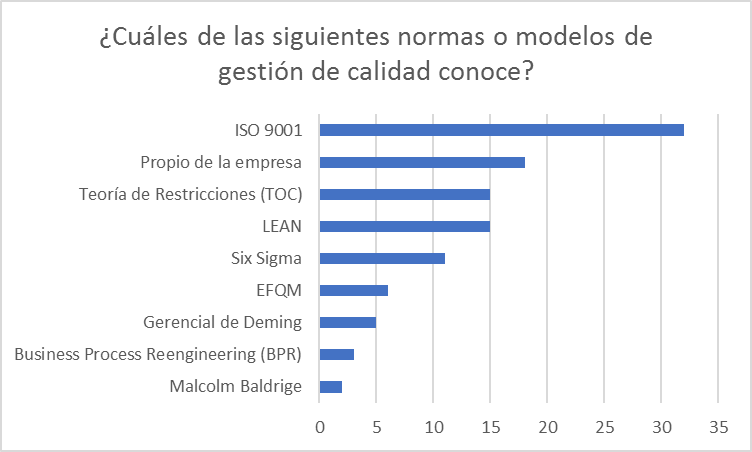 ¿Cuáles de las siguientes normas o modelos de
gestión de calidad conoce?
ISO 9001
Propio de la empresa
Teoría de Restricciones (TOC)
LEAN
Six Sigma
EFQM
Gerencial de Deming
Business Process Reengineering (BPR)
Malcolm Baldrige
0 5 10 15 20 25 30 35